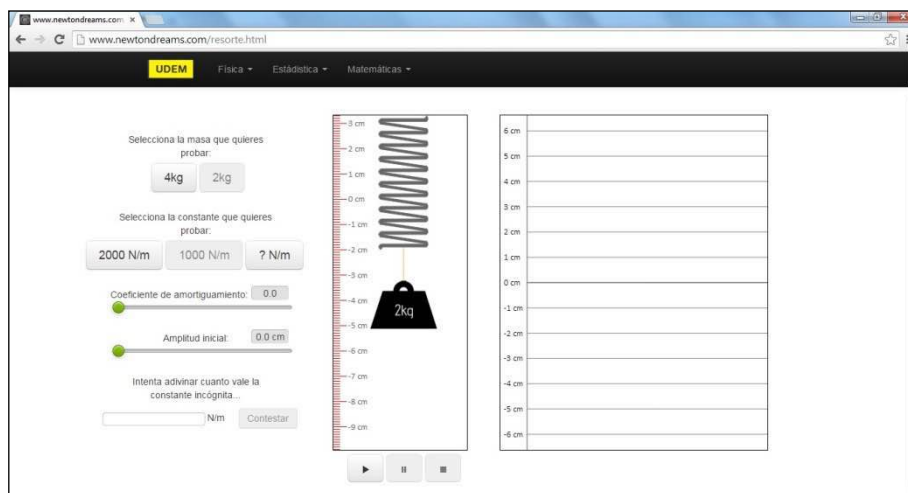 www.newtondreams.com
www.newtondreams.com/resorte.html
UDEM Física Estádistica Matemáticas
Selecciona la masa que quieres
probar:
4kg 2kg
Selecciona la constante que quieres
probar:
2000 N/m 1000 N/m ? N/m
Coeficiente de amortiguamiento: 0.0
Amplitud inicial: 0.0 cm
Intenta adivinar cuanto vale la
constante incógnita...
N/m Contestar
3 cm
2 cm
1 cm
0 cm
-1 cm
-2 cm
-3 cm
-4 cm
-5 cm
-6 cm
-7 cm
-8 cm
-9 cm
2kg
6 cm
5 cm
4 cm
3 cm
2 cm
1 cm
0 cm
-1 cm
-2 cm
-3 cm
-4 cm
-5 cm
-6 cm